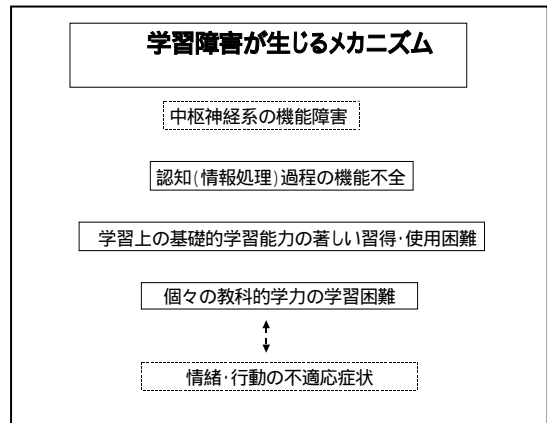 学習障害が生じるメカニズム
中枢神経系の機能障害
認知(情報処理)過程の機能不全
学習上の基礎的学習能力の著しい習得･使用困難
個々の教科的学力の学習困難
情緒･行動の不適応症状